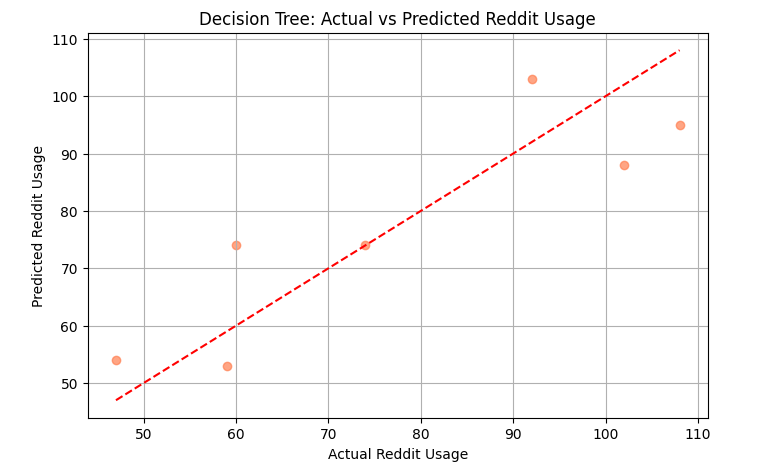 Decision Tree: Actual vs Predicted Reddit Usage
110
100
90
80
70
60
50
Predicted Reddit Usage
50 60 70 80 90 100 110
Actual Reddit Usage